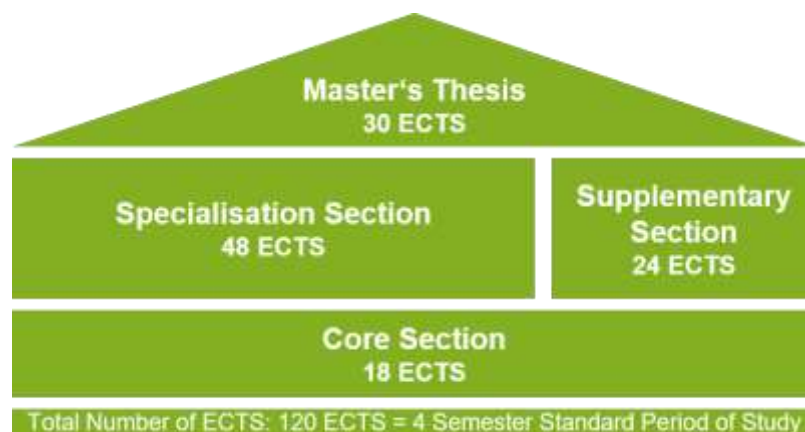 Master‘s Thesis
30 ECTS
Specialisation Section
48 ECTS
Supplementary
Section
24 ECTS
Core Section
18 ECTS
Total Number of ECTS: 120 ECTS = 4 Semester Standard Period of Study